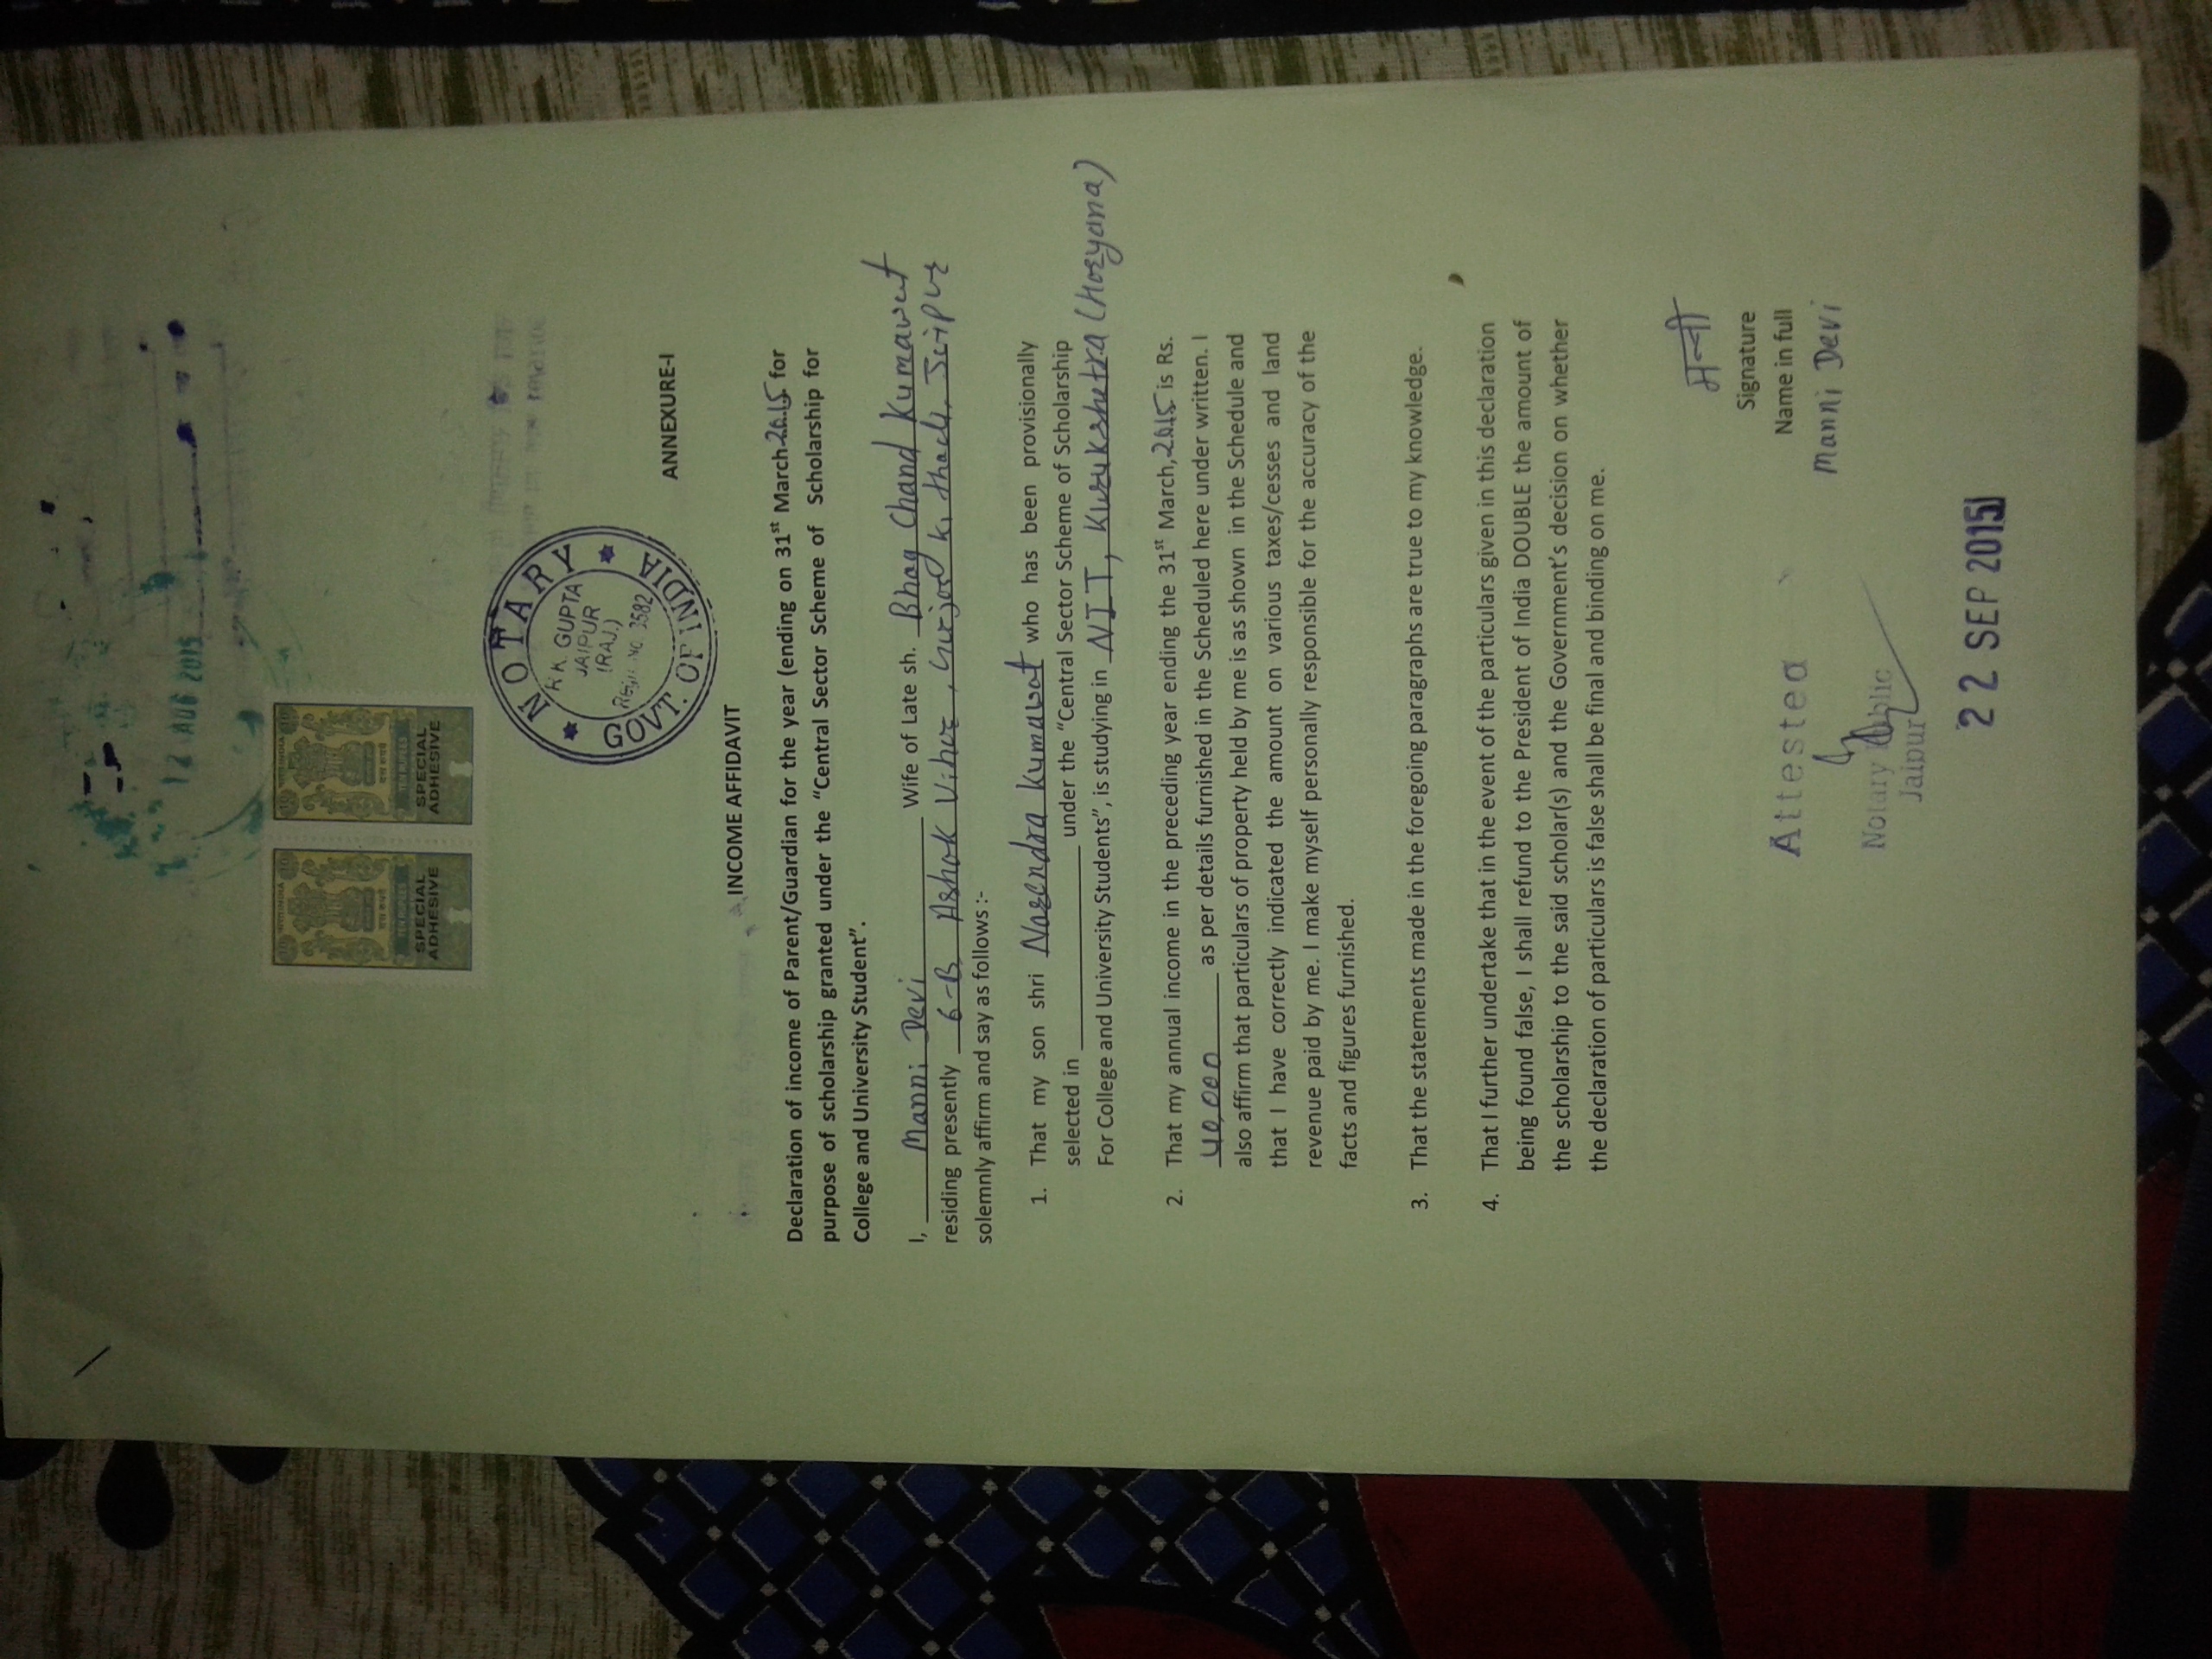 12 AUG 2015
SPECIAL
ADHESIVE
SPECIAL
ADHESIVE
NOTARY
R.K. GUPTA
JAIPUR
(RAJ.)
Regn. No. 3582
GOVT. OF INDIA
ANNEXURE-I
INCOME AFFIDAVIT
Declaration of income of Parent/Guardian for the year (ending on 31st March 2015 for
purpose of scholarship granted under the “Central Sector Scheme of Scholarship for
College and University Student”.
I, Manni Devi Wife of Late sh. Bhag Chand Kumawat
residing presently 6-B, Ashok Vihar,
solemnly affirm and say as follows :-
1. That my son shri Narendra Kumawat who has been provisionally
selected in ____ under the “Central Sector Scheme of Scholarship
For College and University Students”, is studying in NIT, Kurukshetra (Haryana)
2. That my annual income in the preceding year ending the 31st March, 2015 is Rs.
40,000 as per details furnished in the Scheduled here under written. I
also affirm that particulars of property held by me is as shown in the Schedule and
that I have correctly indicated the amount on various taxes/cesses and land
revenue paid by me. I make myself personally responsible for the accuracy of the
facts and figures furnished.
3. That the statements made in the foregoing paragraphs are true to my knowledge.
4. That I further undertake that in the event of the particulars given in this declaration
being found false, I shall refund to the President of India DOUBLE the amount of
the scholarship to the said scholar(s) and the Government’s decision on whether
the declaration of particulars is false shall be final and binding on me.
मन्नी
Signature
Name in full
Manni Devi
Attested
Notary Public
Jaipur
22 SEP 2015